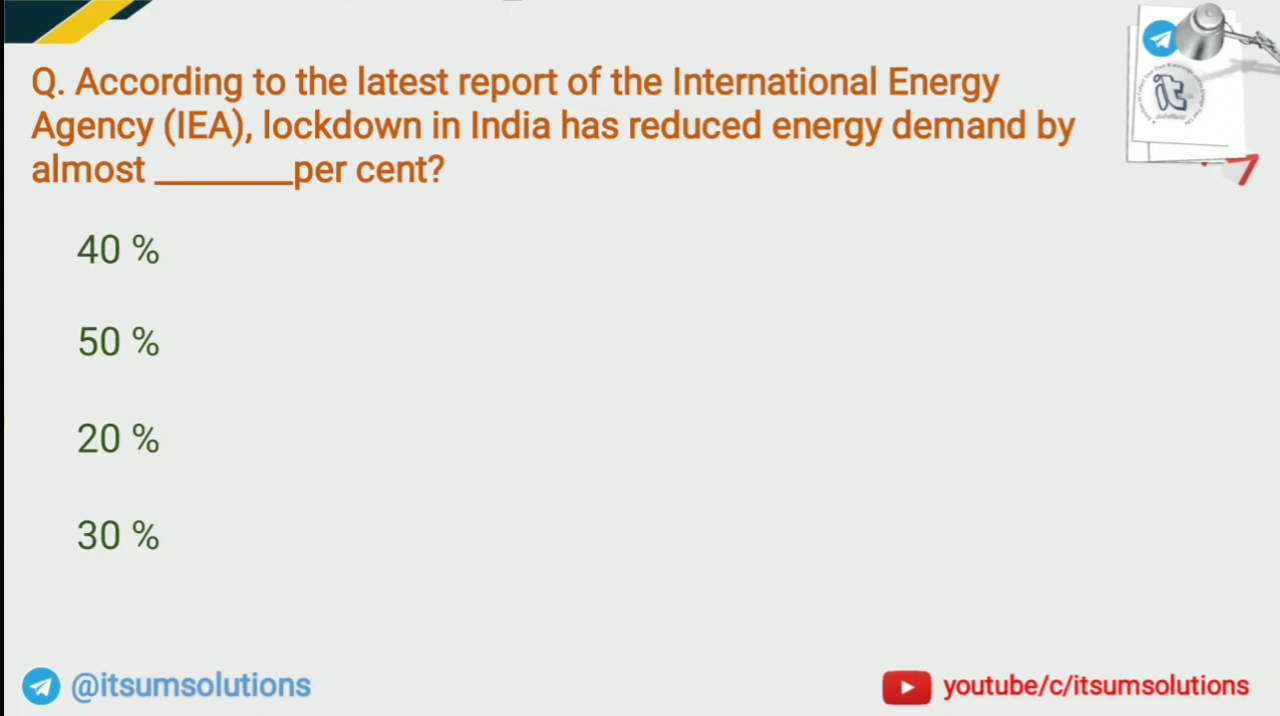 Q. According to the latest report of the International Energy
Agency (IEA), lockdown in India has reduced energy demand by
almost ________per cent?
40 %
50 %
20 %
30 %
@itsumsolutions
youtube/c/itsumsolutions